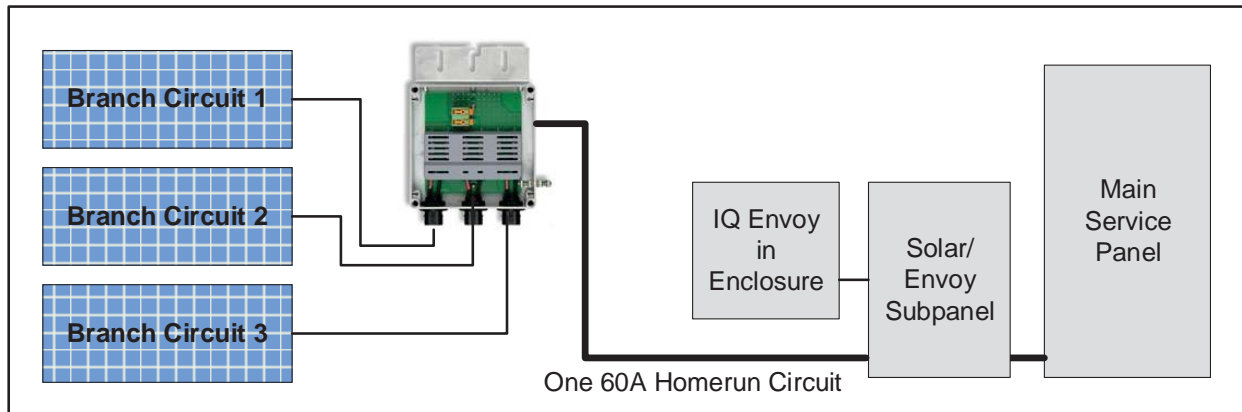 Branch Circuit 1
Branch Circuit 2
Branch Circuit 3
IQ Envoy
in
Enclosure
Solar/
Envoy
Subpanel
Main
Service
Panel
One 60A Homerun Circuit